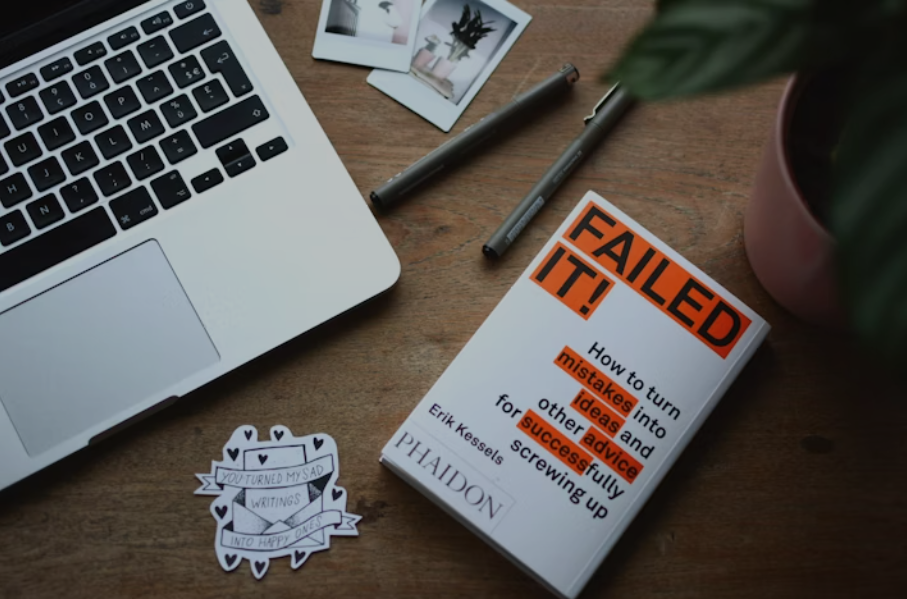 FAILED
IT!
How to turn
mistakes into
ideas and
other advice
for successfully
screwing up
Erik Kessels
PHAIDON
YOU TURNED MY SAD
WRITINGS
INTO HAPPY ONES
U I O P
H J K L M
B N ?
cmd